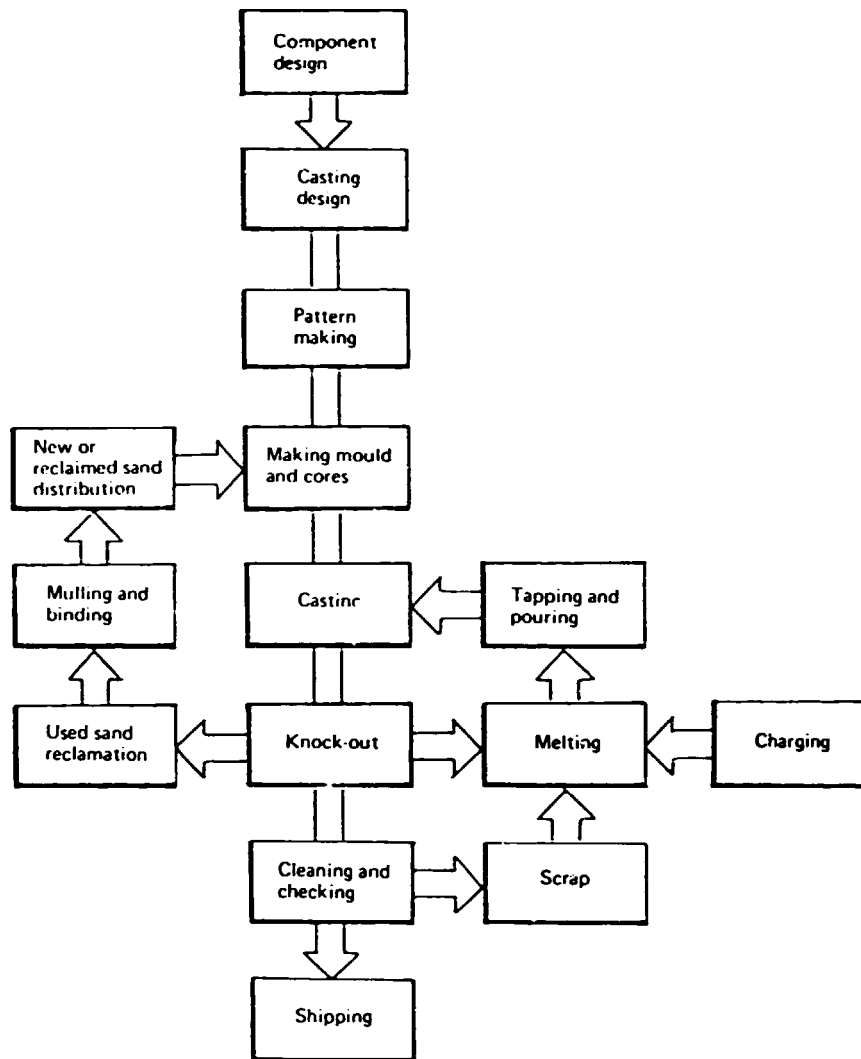 Component
design
Casting
design
Pattern
making
New or
reclaimed sand
distribution
Making mould
and cores
Mulling and
binding
Casting
Tapping and
pouring
Used sand
reclamation
Knock-out
Melting
Charging
Cleaning and
checking
Scrap
Shipping